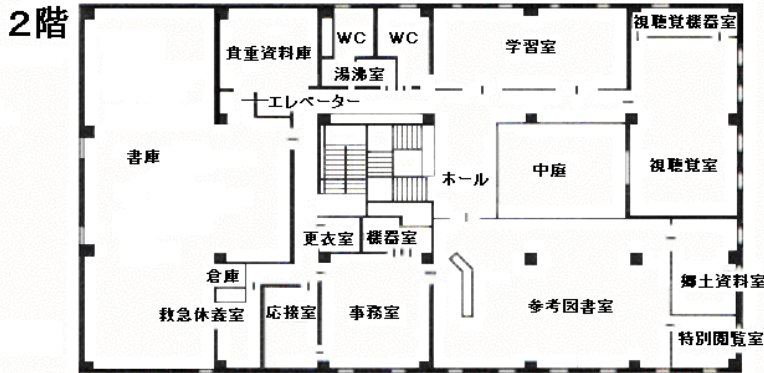 2階
WC
WC
視聴覚機器室
貴重資料庫
学習室
湯沸室
エレベーター
書庫
ホール
中庭
視聴覚室
更衣室
機器室
倉庫
郷土資料室
救急休養室
応接室
事務室
参考図書室
特別閲覧室